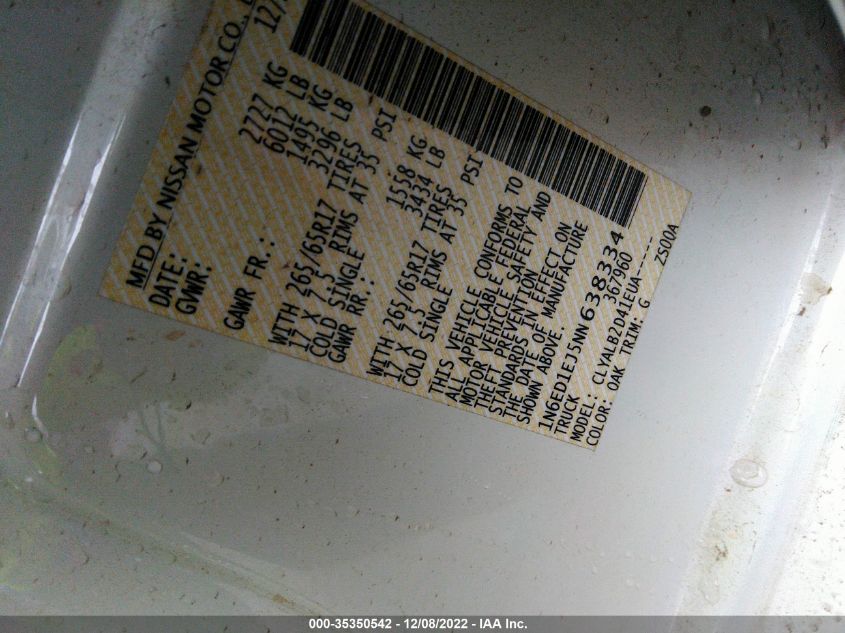 MFD BY NISSAN MOTOR CO.,
DATE:
GVWR: 2727 KG
6012 LB
GAWR FR.: 1495 KG
3296 LB
WITH 265/65R17 TIRES
17 X 7.5 RIMS AT 35 PSI
COLD SINGLE
GAWR RR.: 1558 KG
3434 LB
WITH 265/65R17 TIRES
17 X 7.5 RIMS AT 35 PSI
COLD SINGLE
THIS VEHICLE CONFORMS TO
ALL APPLICABLE FEDERAL
MOTOR VEHICLE SAFETY AND
THEFT PREVENTION
STANDARDS IN EFFECT ON
THE DATE OF MANUFACTURE
SHOWN ABOVE.
1N6ED1EJ5NN638334
TRUCK 367960
MODEL: CLYALB2D41EUA-----
COLOR: QAK TRIM: G Z500A
000-35350542 - 12/08/2022 - IAA Inc.